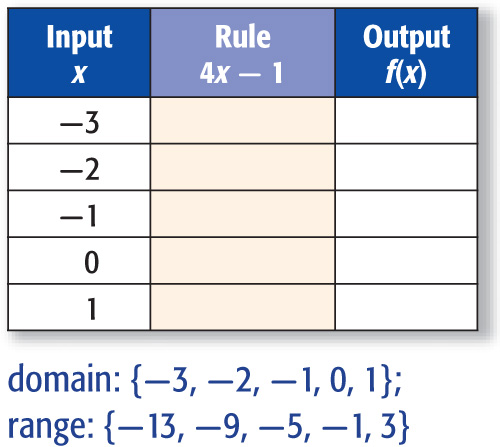 Input Rule Output
x 4x − 1 f(x)
−3
−2
−1
0
1
domain: {−3, −2, −1, 0, 1};
range: {−13, −9, −5, −1, 3}